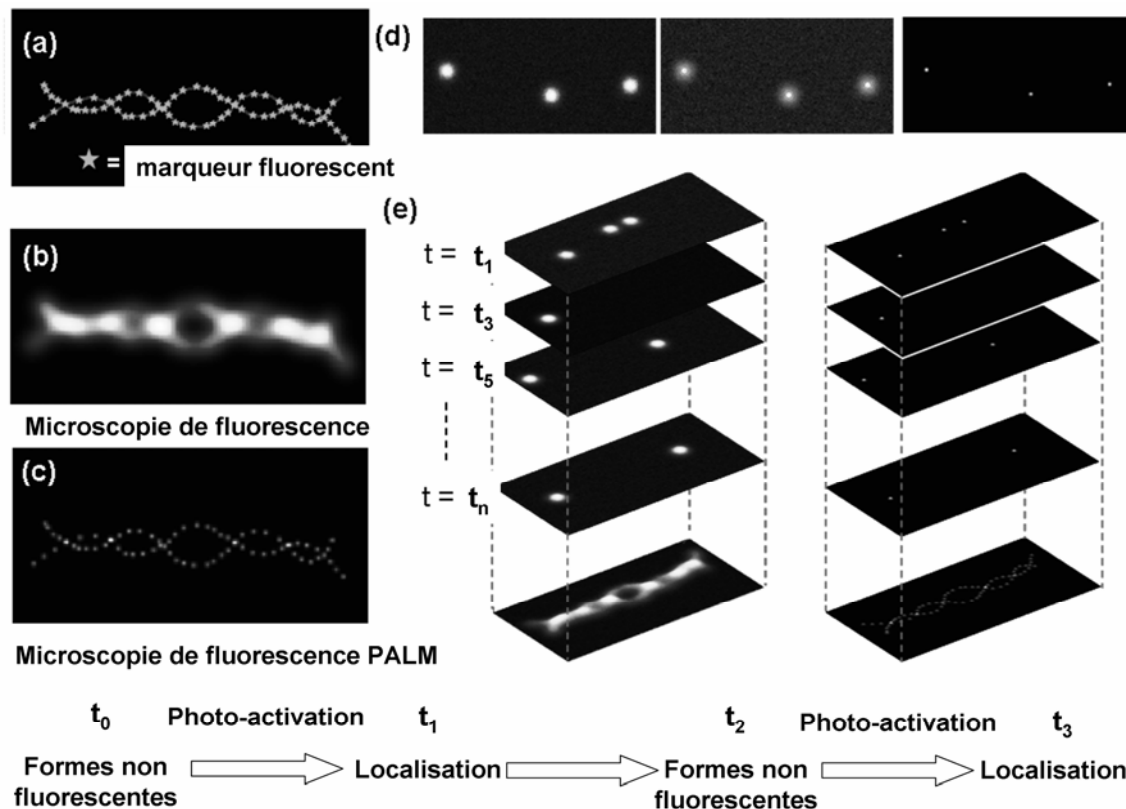 (a)
★ = marqueur fluorescent
(b)
Microscopie de fluorescence
(c)
Microscopie de fluorescence PALM
(d)
(e)
t = t1
t = t3
t = t5
t = tn
t0 Photo-activation t1 t2 Photo-activation t3
Formes non fluorescentes Localisation Formes non fluorescentes Localisation